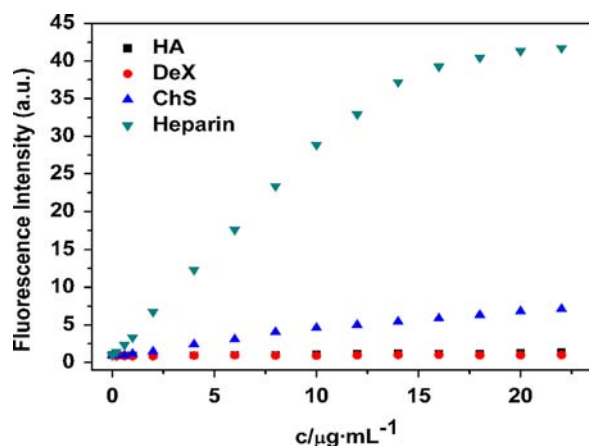 45
40
35
30
25
20
15
10
5
0
Fluorescence Intensity (a.u.)
HA
DeX
ChS
Heparin
0 5 10 15 20
c/μg·mL⁻¹